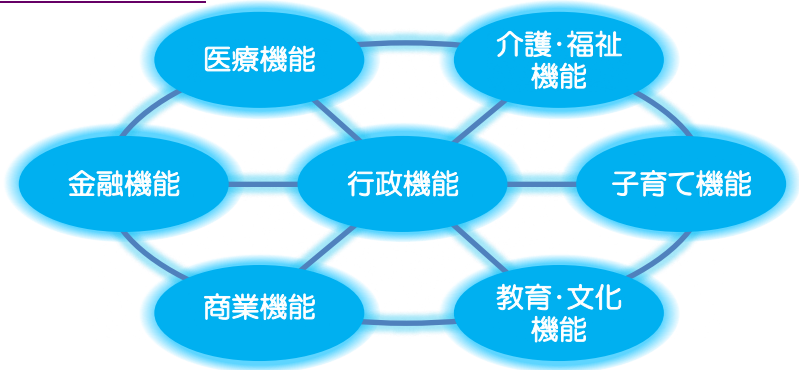 医療機能
介護・福祉
機能
金融機能
行政機能
子育て機能
商業機能
教育・文化
機能